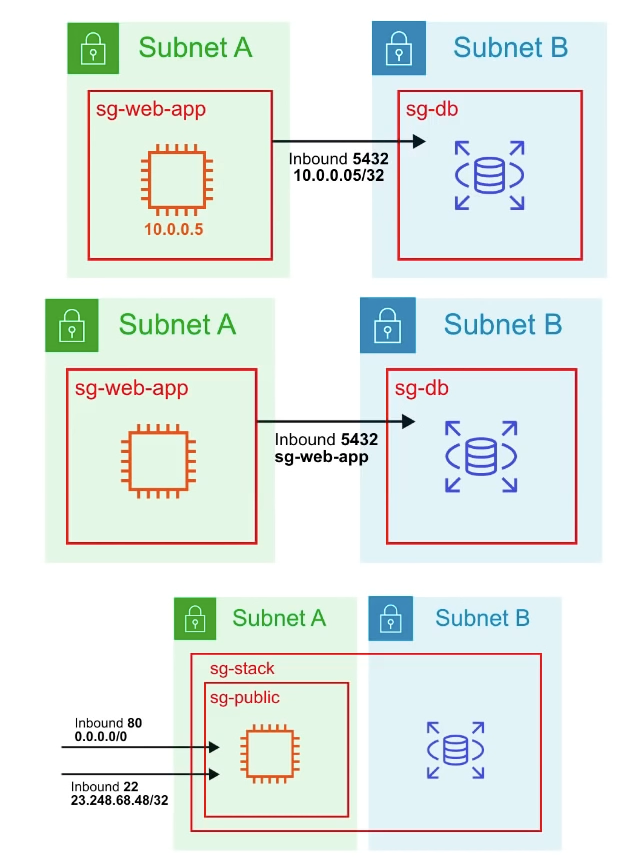 Subnet A
Subnet B
sg-web-app
sg-db
Inbound 5432
10.0.0.05/32
10.0.0.5
Subnet A
Subnet B
sg-web-app
sg-db
Inbound 5432
sg-web-app
Subnet A
Subnet B
sg-stack
sg-public
Inbound 80
0.0.0.0/0
Inbound 22
23.248.68.48/32